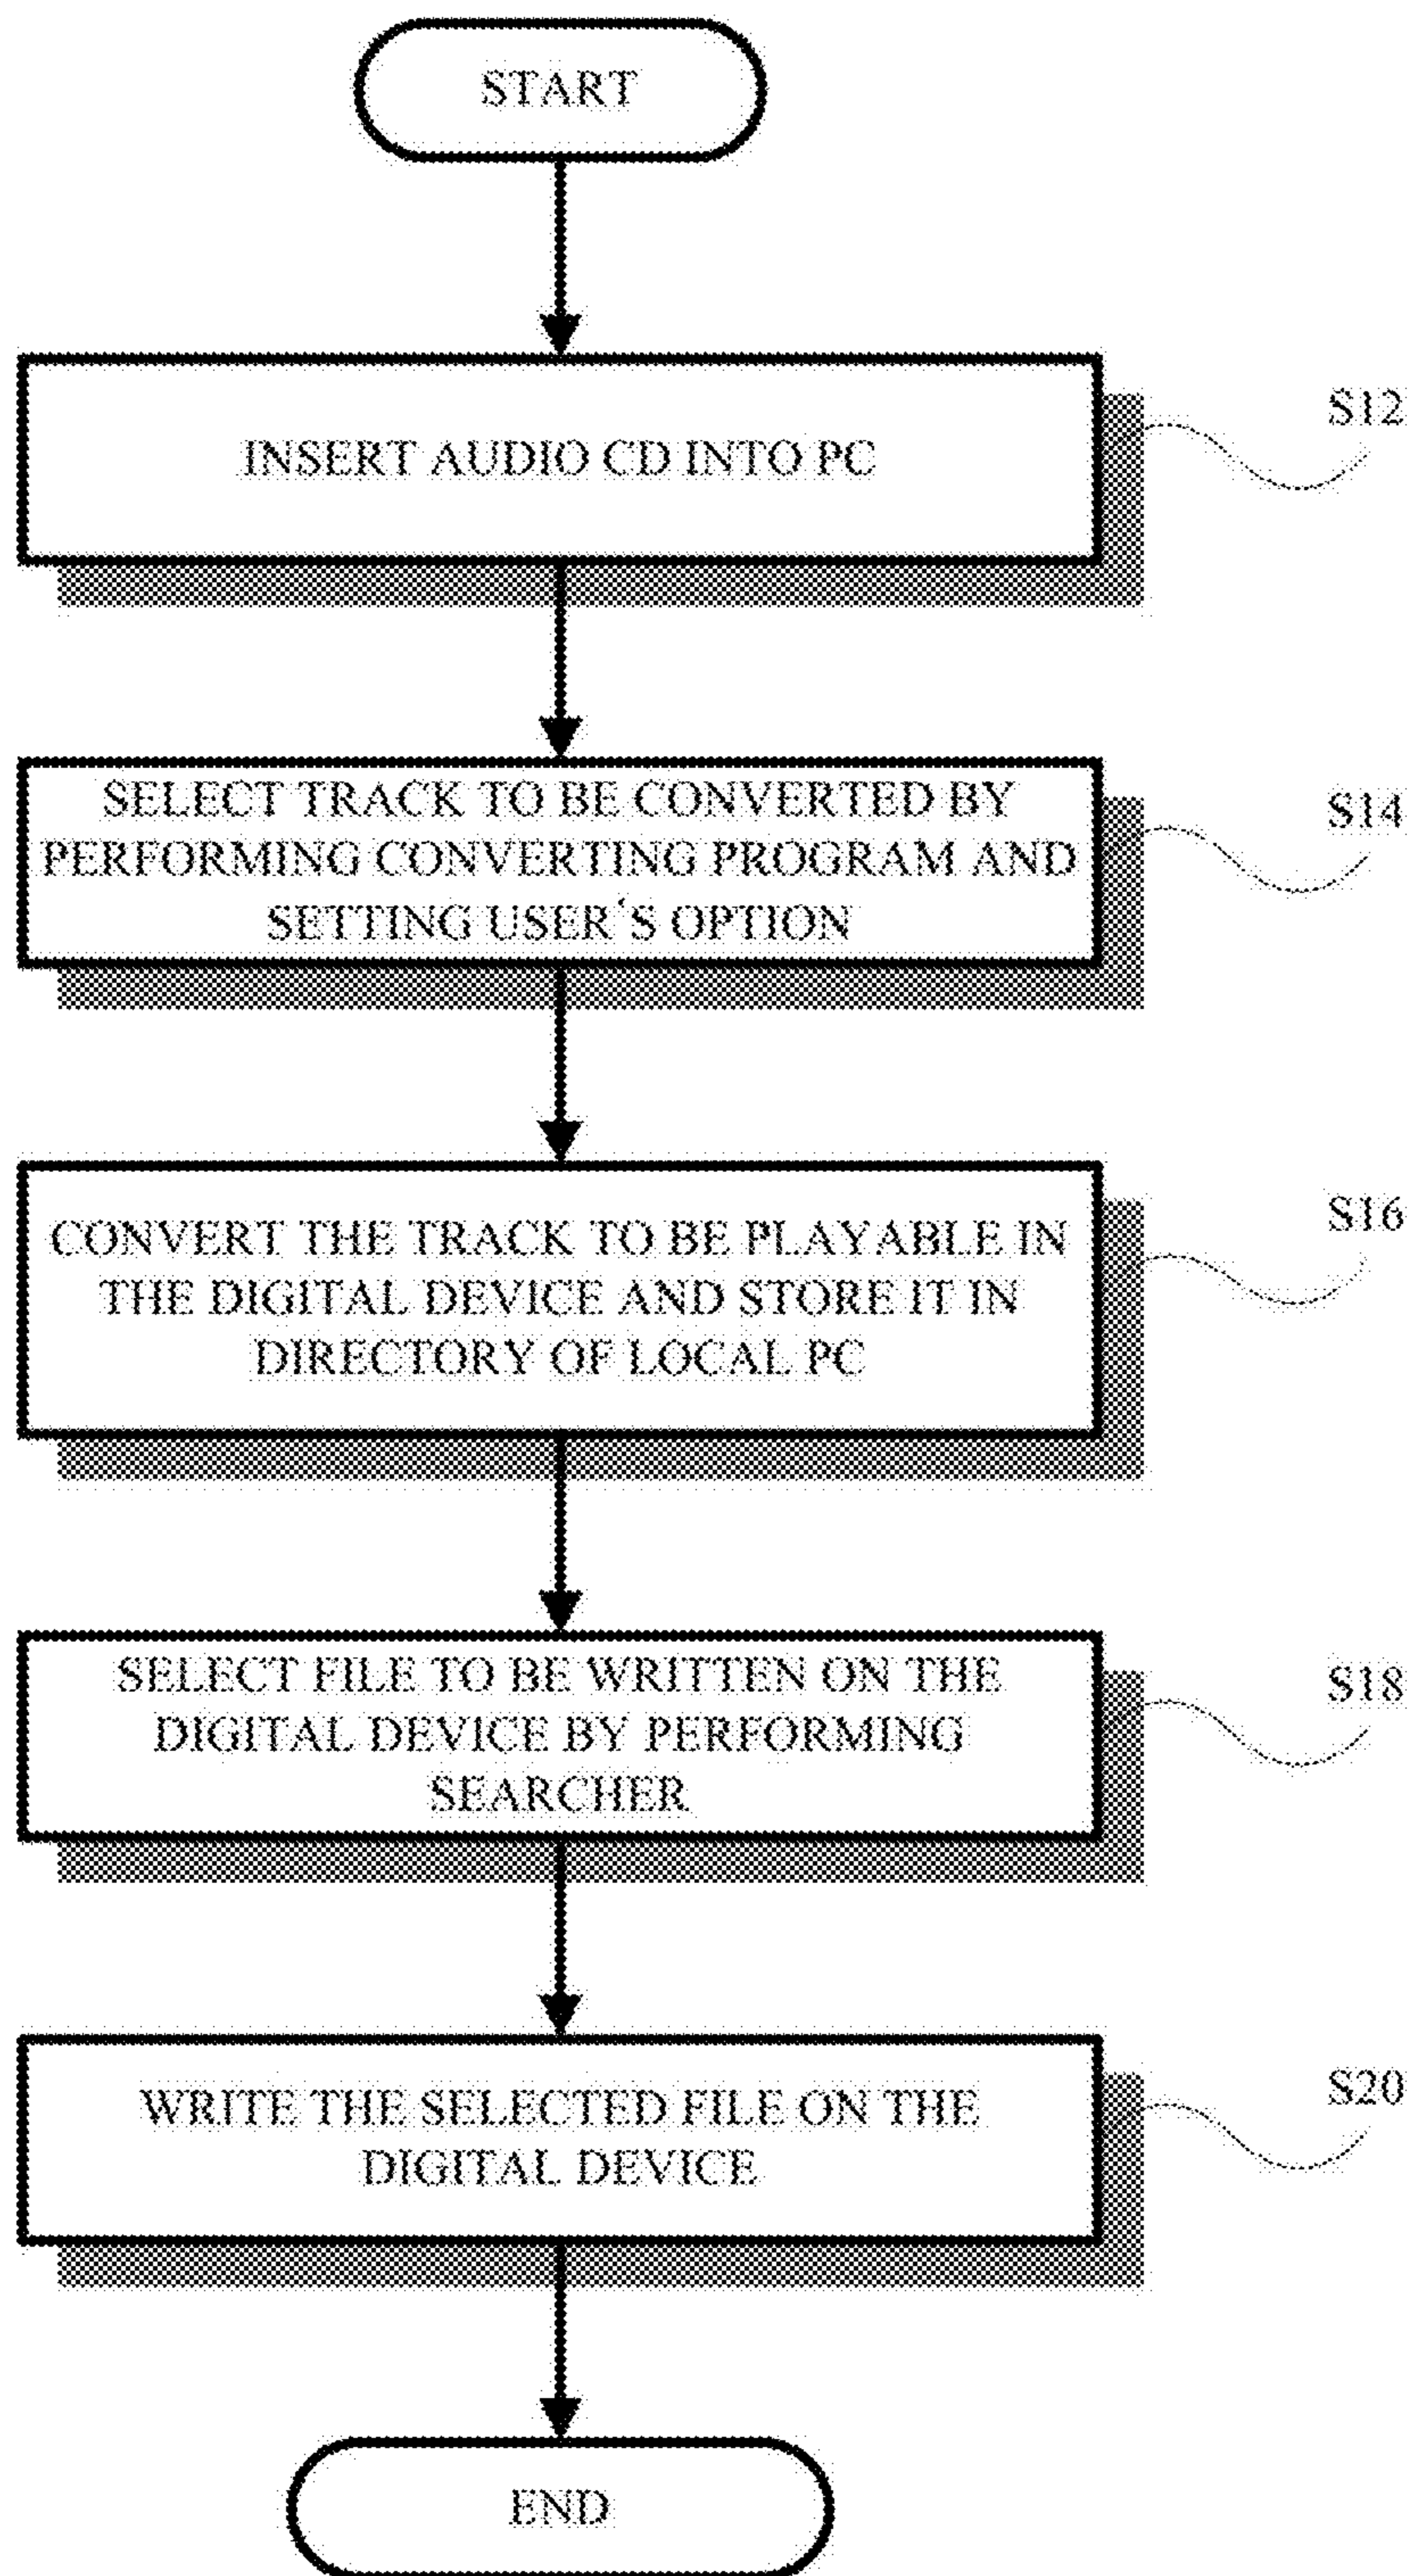 START
INSERT AUDIO CD INTO PC
S12
SELECT TRACK TO BE CONVERTED BY
PERFORMING CONVERTING PROGRAM AND
SETTING USER´S OPTION
S14
CONVERT THE TRACK TO BE PLAYABLE IN
THE DIGITAL DEVICE AND STORE IT IN
DIRECTORY OF LOCAL PC
S16
SELECT FILE TO BE WRITTEN ON THE
DIGITAL DEVICE BY PERFORMING
SEARCHER
S18
WRITE THE SELECTED FILE ON THE
DIGITAL DEVICE
S20
END